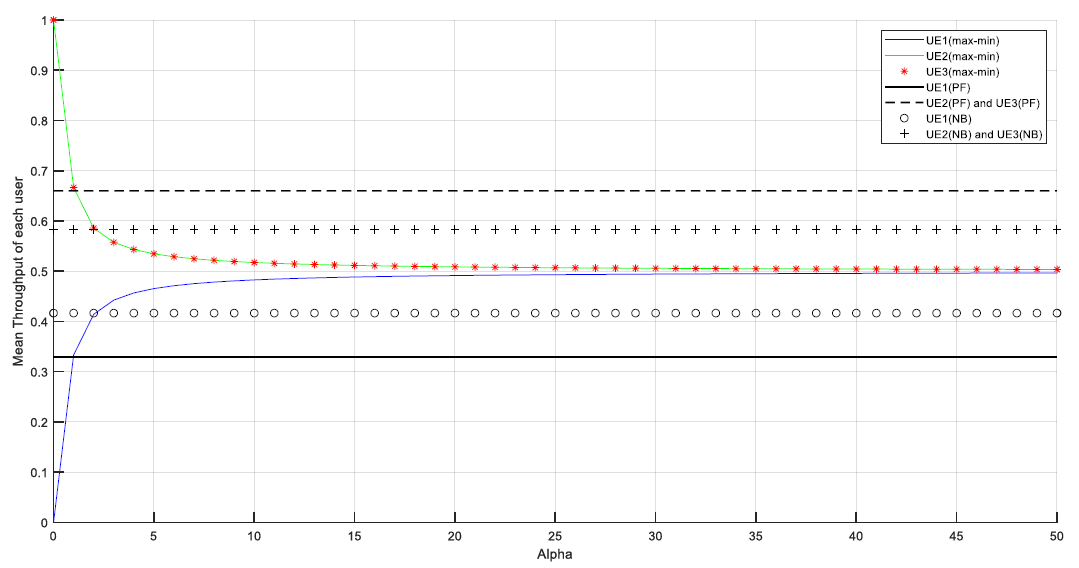 1
0.9
0.8
0.7
0.6
0.5
0.4
0.3
0.2
0.1
0
Mean Throughput of each user
UE1(max-min)
UE2(max-min)
UE3(max-min)
UE1(PF)
UE2(PF) and UE3(PF)
UE1(NB)
UE2(NB) and UE3(NB)
0 5 10 15 20 25 30 35 40 45 50
Alpha